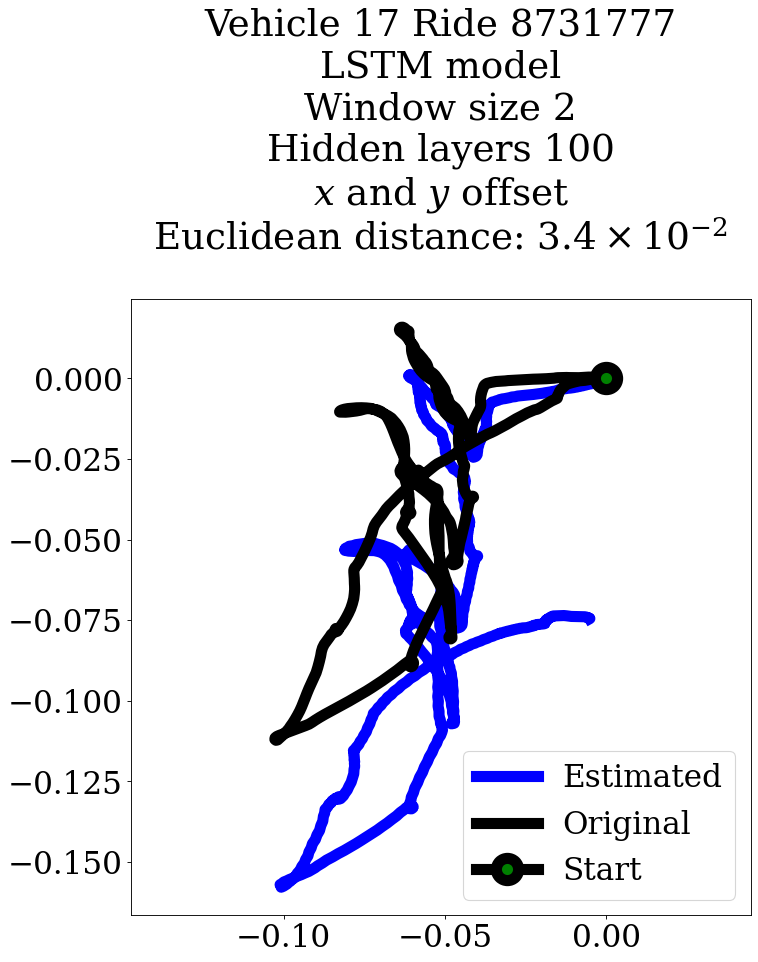 Vehicle 17 Ride 8731777
LSTM model
Window size 2
Hidden layers 100
x and y offset
Euclidean distance: 3.4 × 10⁻²
0.000
−0.025
−0.050
−0.075
−0.100
−0.125
−0.150
Estimated
Original
Start
−0.10
−0.05
0.00